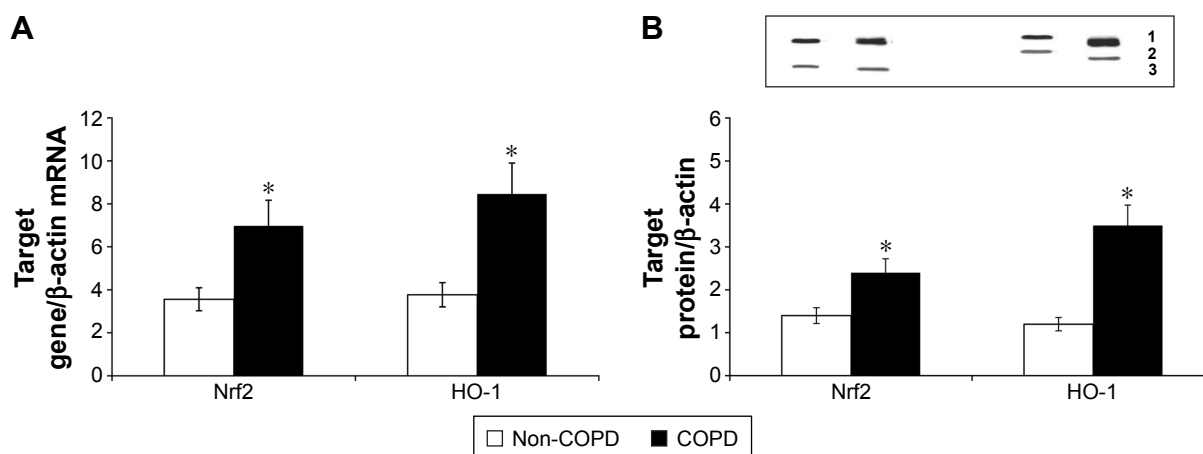 A
Target
gene/β-actin mRNA
12
10
8
6
4
2
0
*
*
Nrf2
HO-1
B
1
2
3
Target
protein/β-actin
6
5
4
3
2
1
0
*
*
Nrf2
HO-1
Non-COPD
COPD